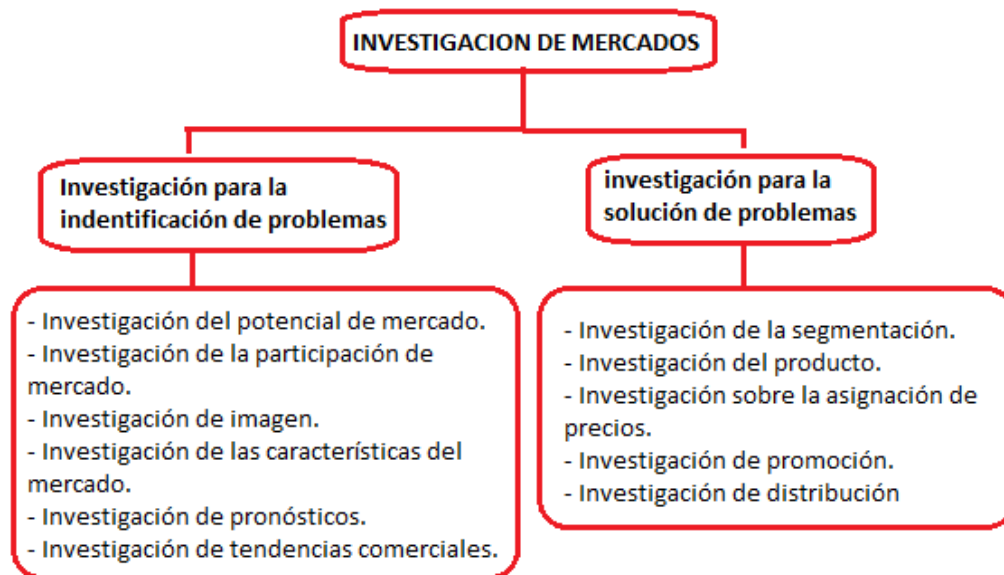 INVESTIGACION DE MERCADOS
Investigación para la
indentificación de problemas
investigación para la
solución de problemas
- Investigación del potencial de mercado.
- Investigación de la participación de
mercado.
- Investigación de imagen.
- Investigación de las características del
mercado.
- Investigación de pronósticos.
- Investigación de tendencias comerciales.
- Investigación de la segmentación.
- Investigación del producto.
- Investigación sobre la asignación de
precios.
- Investigación de promoción.
- Investigación de distribución